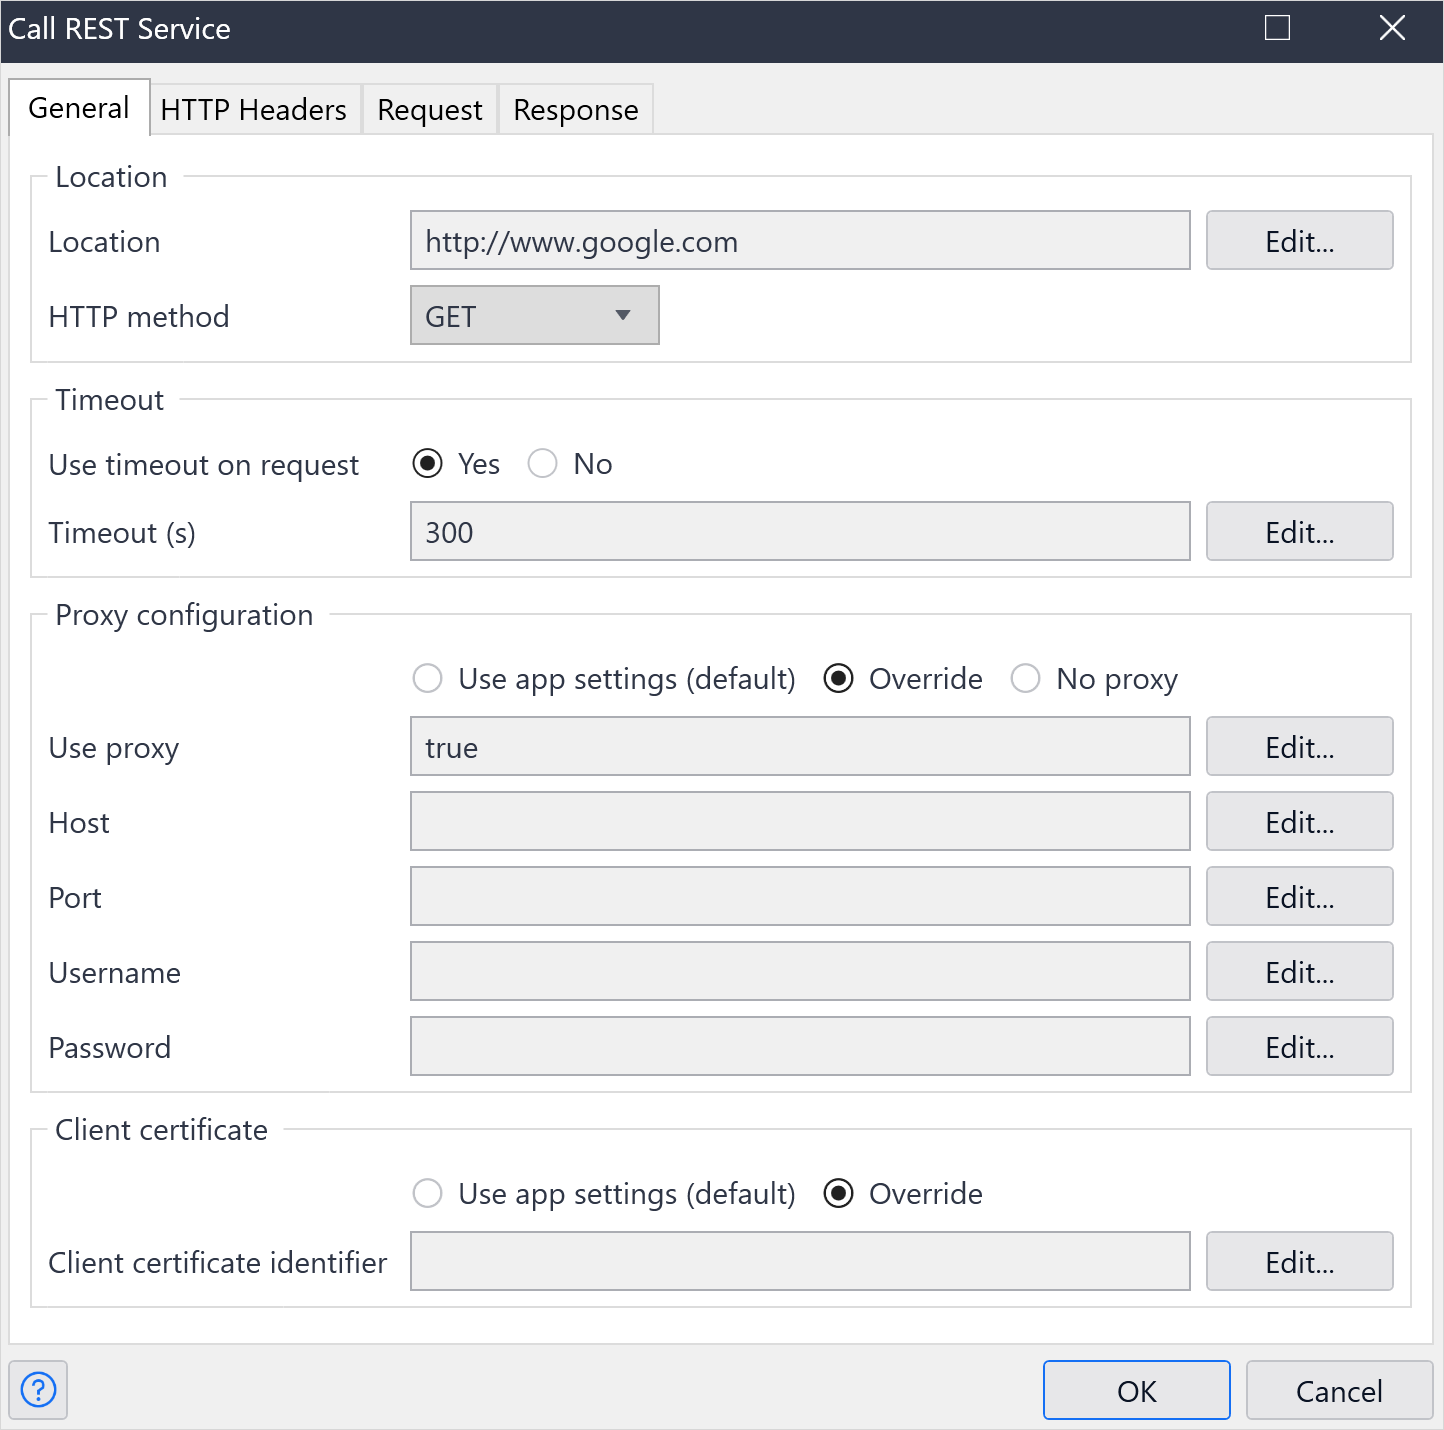 Call REST Service
General HTTP Headers Request Response
Location
Location http://www.google.com Edit...
HTTP method GET
Timeout
Use timeout on request Yes No
Timeout (s) 300 Edit...
Proxy configuration
Use app settings (default) Override No proxy
Use proxy true Edit...
Host Edit...
Port Edit...
Username Edit...
Password Edit...
Client certificate
Use app settings (default) Override
Client certificate identifier Edit...
? OK Cancel